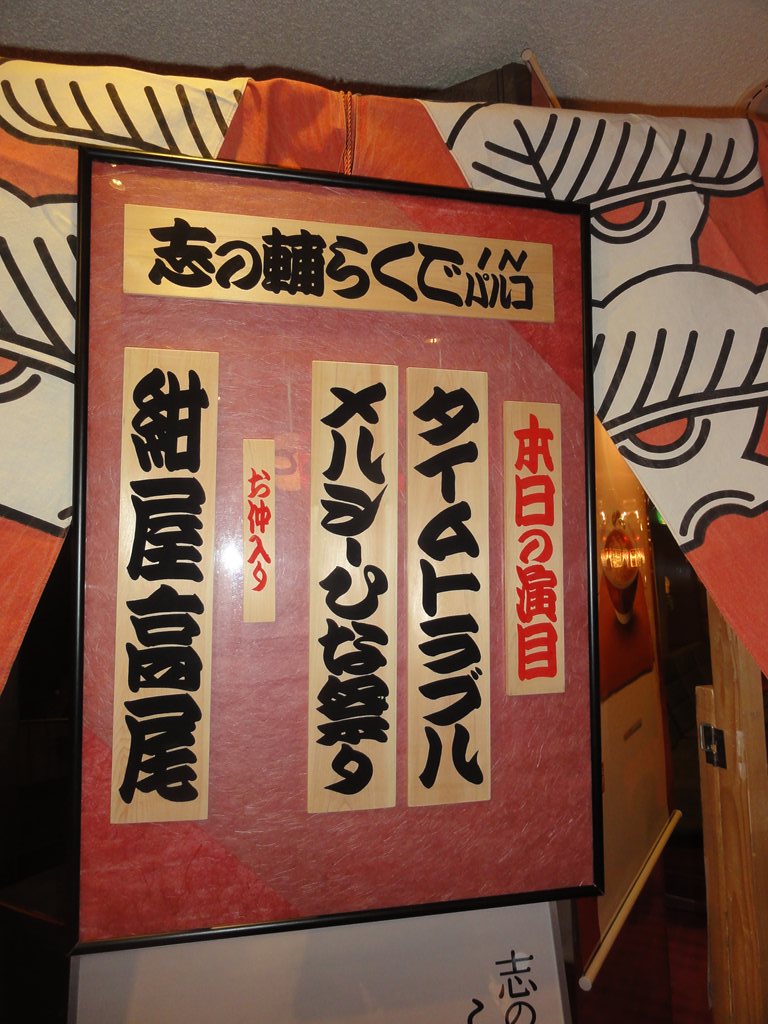 志の輔らくご IN パルコ
本日の演目
タイムトラブル
メルシーひな祭り
お仲入り
紺屋高尾
志の